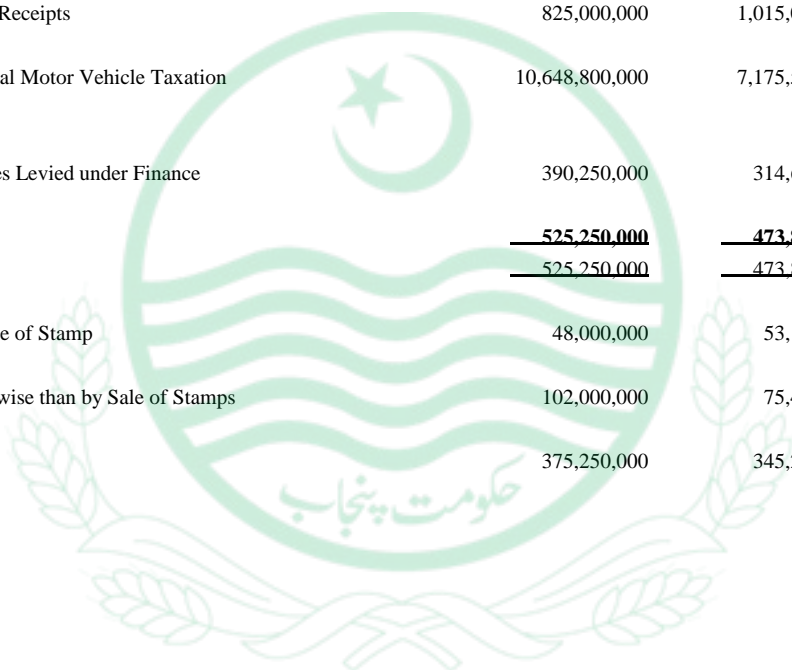 Receipts 825,000,000 1,015,
al Motor Vehicle Taxation 10,648,800,000 7,175,
es Levied under Finance 390,250,000 314,
525,250,000 473,
525,250,000 473,
e of Stamp 48,000,000 53,
wise than by Sale of Stamps 102,000,000 75,
375,250,000 345,
حکومت پنجاب